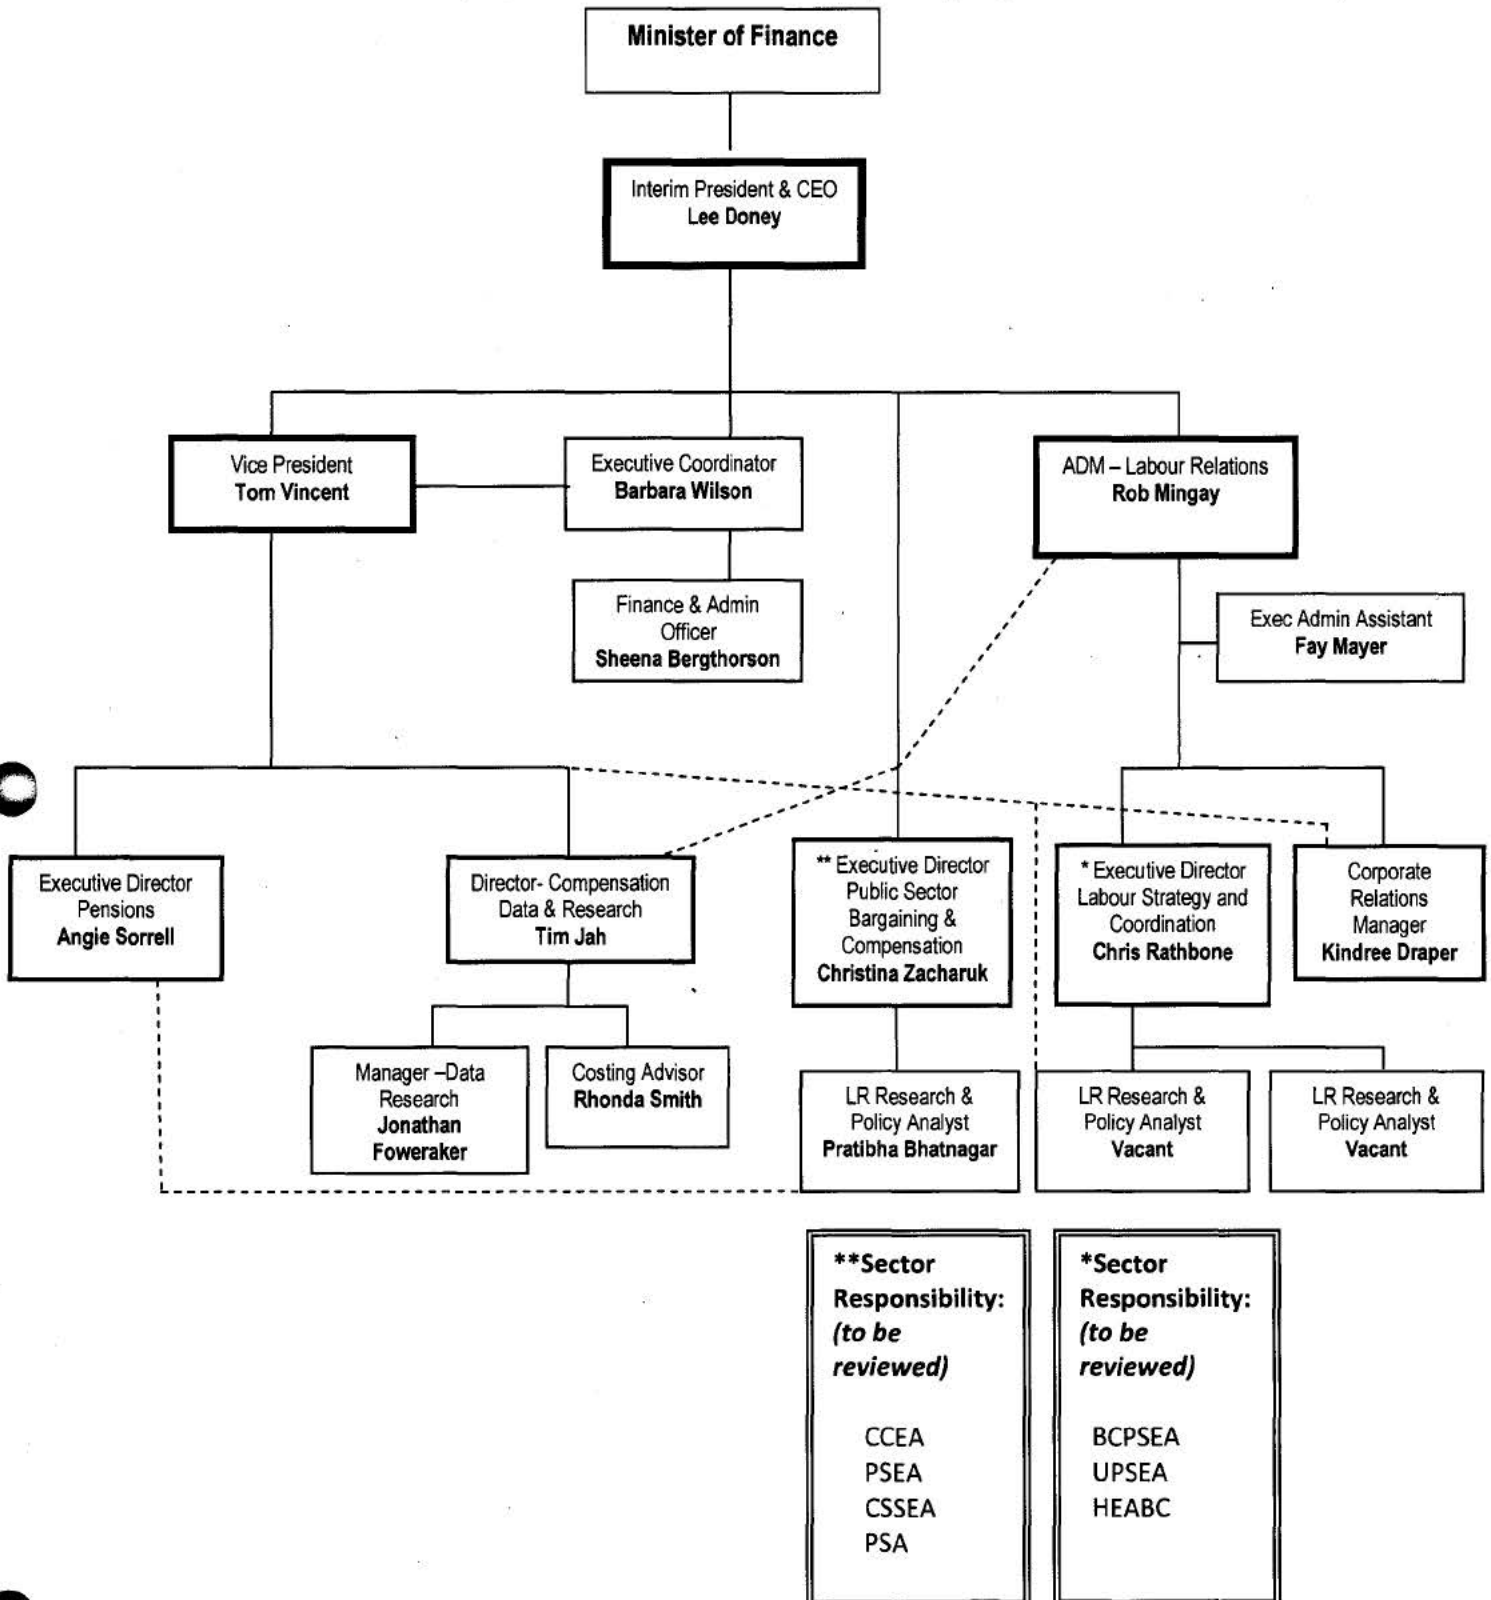 Minister of Finance
Interim President & CEO
Lee Doney
Vice President
Tom Vincent
Executive Coordinator
Barbara Wilson
ADM – Labour Relations
Rob Mingay
Finance & Admin
Officer
Sheena Bergthorson
Exec Admin Assistant
Fay Mayer
Executive Director
Pensions
Angie Sorrell
Director- Compensation
Data & Research
Tim Jah
** Executive Director
Public Sector
Bargaining &
Compensation
Christina Zacharuk
* Executive Director
Labour Strategy and
Coordination
Chris Rathbone
Corporate
Relations
Manager
Kindree Draper
Manager –Data
Research
Jonathan
Foweraker
Costing Advisor
Rhonda Smith
LR Research &
Policy Analyst
Pratibha Bhatnagar
LR Research &
Policy Analyst
Vacant
LR Research &
Policy Analyst
Vacant
**Sector
Responsibility:
(to be
reviewed)
CCEA
PSEA
CSSEA
PSA
*Sector
Responsibility:
(to be
reviewed)
BCPSEA
UPSEA
HEABC